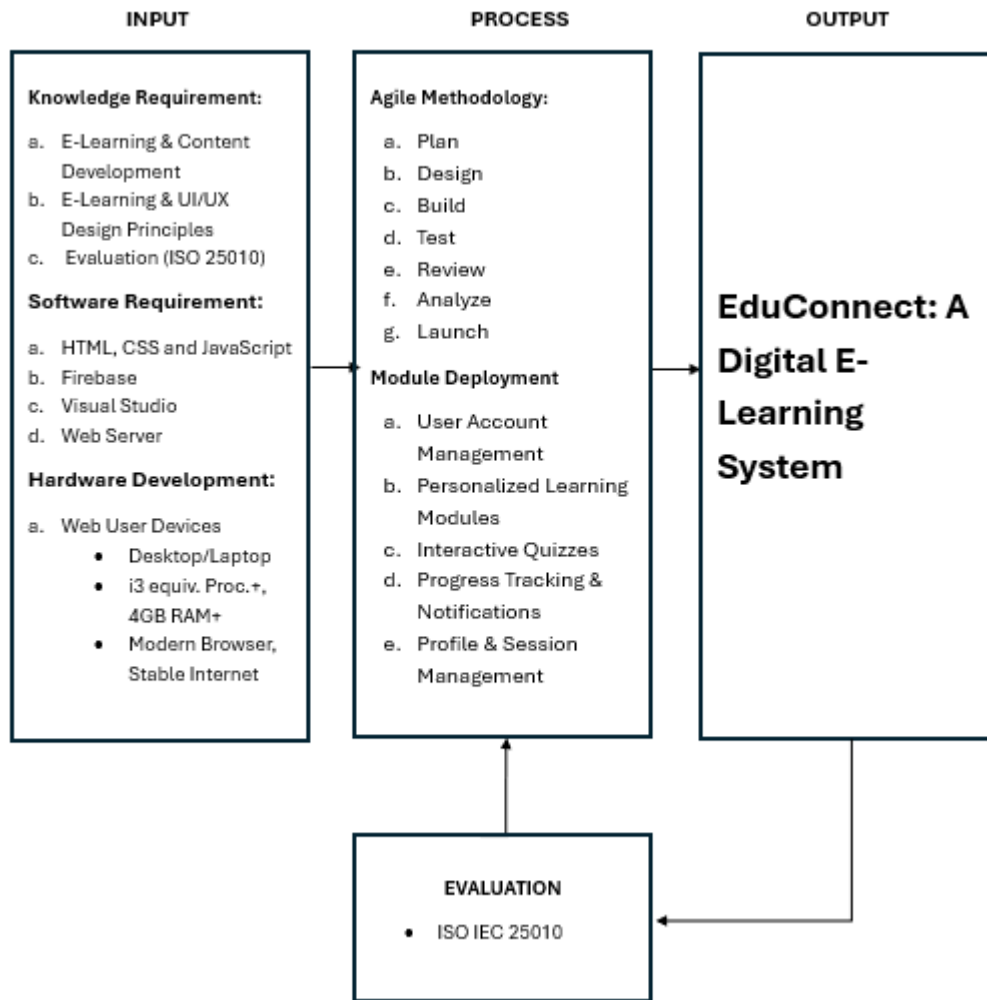 INPUT
Knowledge Requirement:
a. E-Learning & Content
Development
b. E-Learning & UI/UX
Design Principles
c. Evaluation (ISO 25010)
Software Requirement:
a. HTML, CSS and JavaScript
b. Firebase
c. Visual Studio
d. Web Server
Hardware Development:
a. Web User Devices
• Desktop/Laptop
• i3 equiv. Proc.+,
4GB RAM+
• Modern Browser,
Stable Internet
PROCESS
Agile Methodology:
a. Plan
b. Design
c. Build
d. Test
e. Review
f. Analyze
g. Launch
Module Deployment
a. User Account
Management
b. Personalized Learning
Modules
c. Interactive Quizzes
d. Progress Tracking &
Notifications
e. Profile & Session
Management
OUTPUT
EduConnect: A
Digital E-
Learning
System
EVALUATION
• ISO IEC 25010